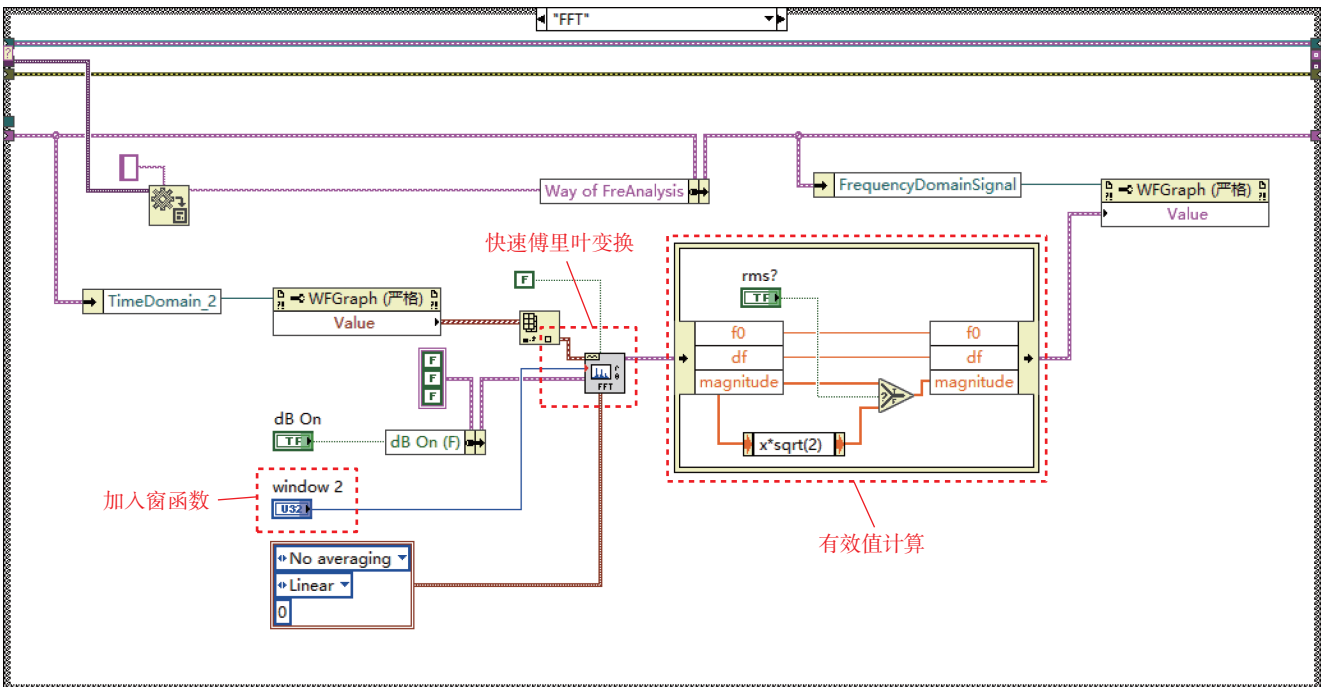 "FFT"
?
Way of FreAnalysis
FrequencyDomainSignal
WFGraph (严格)
Value
快速傅里叶变换
F
rms?
TF
TimeDomain_2
WFGraph (严格)
Value
f0
f0
df
df
magnitude
magnitude
?
T
F
FFT
F
F
F
x*sqrt(2)
dB On
TF
dB On (F)
window 2
加入窗函数
U32
有效值计算
No averaging
Linear
0